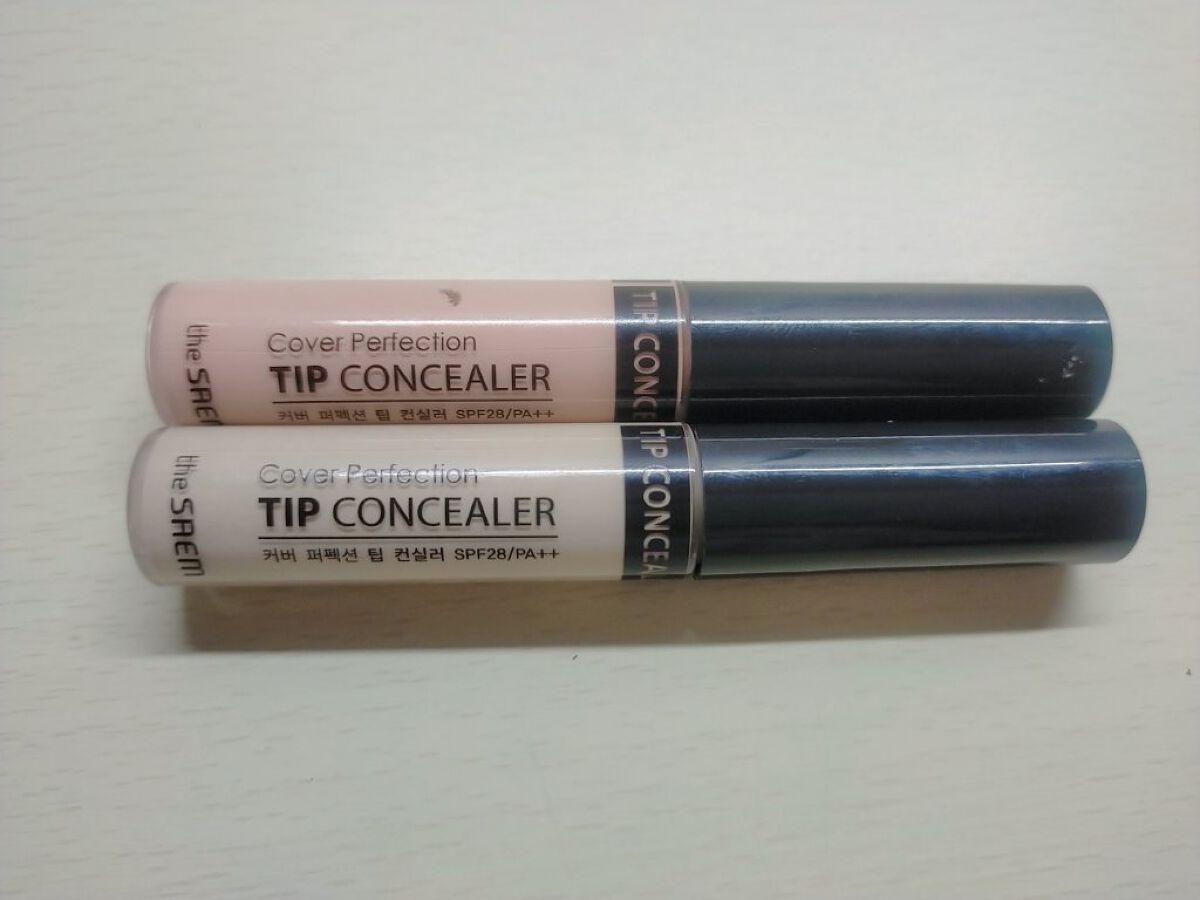 the SAEM
Cover Perfection
TIP CONCEALER
커버 퍼펙션 팁 컨실러 SPF28/PA++
TIP CONCE
the SAEM
Cover Perfection
TIP CONCEALER
커버 퍼펙션 팁 컨실러 SPF28/PA++
TIP CONCEA